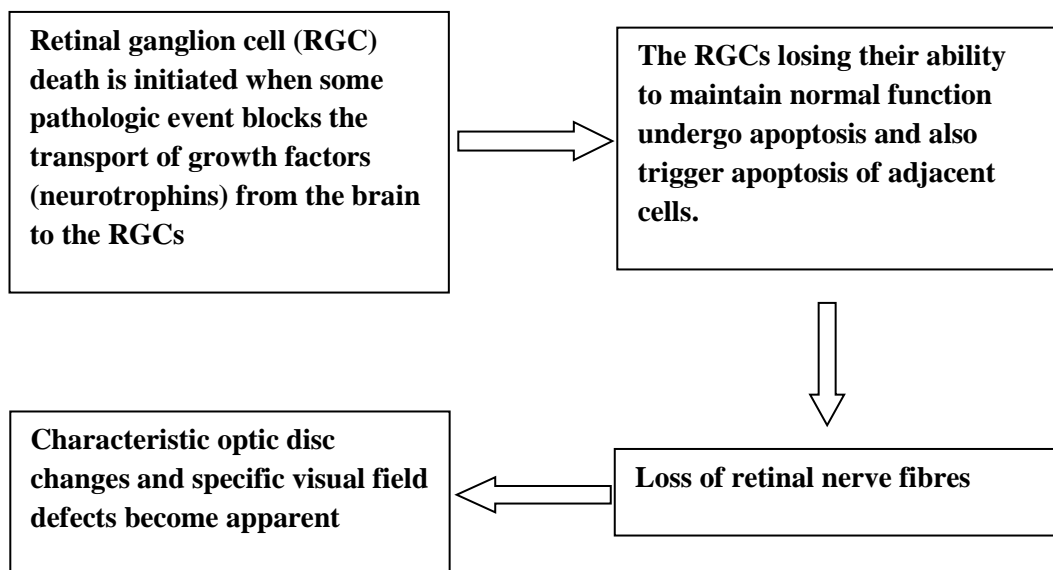 Retinal ganglion cell (RGC)
death is initiated when some
pathologic event blocks the
transport of growth factors
(neurotrophins) from the brain
to the RGCs
The RGCs losing their ability
to maintain normal function
undergo apoptosis and also
trigger apoptosis of adjacent
cells.
Loss of retinal nerve fibres
Characteristic optic disc
changes and specific visual field
defects become apparent